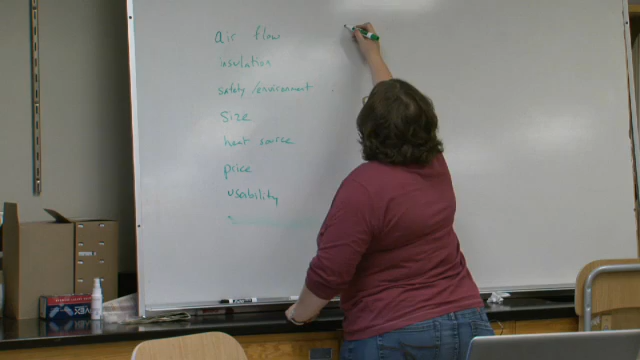 air flow
insulation
safety/environment
size
heat source
price
usability